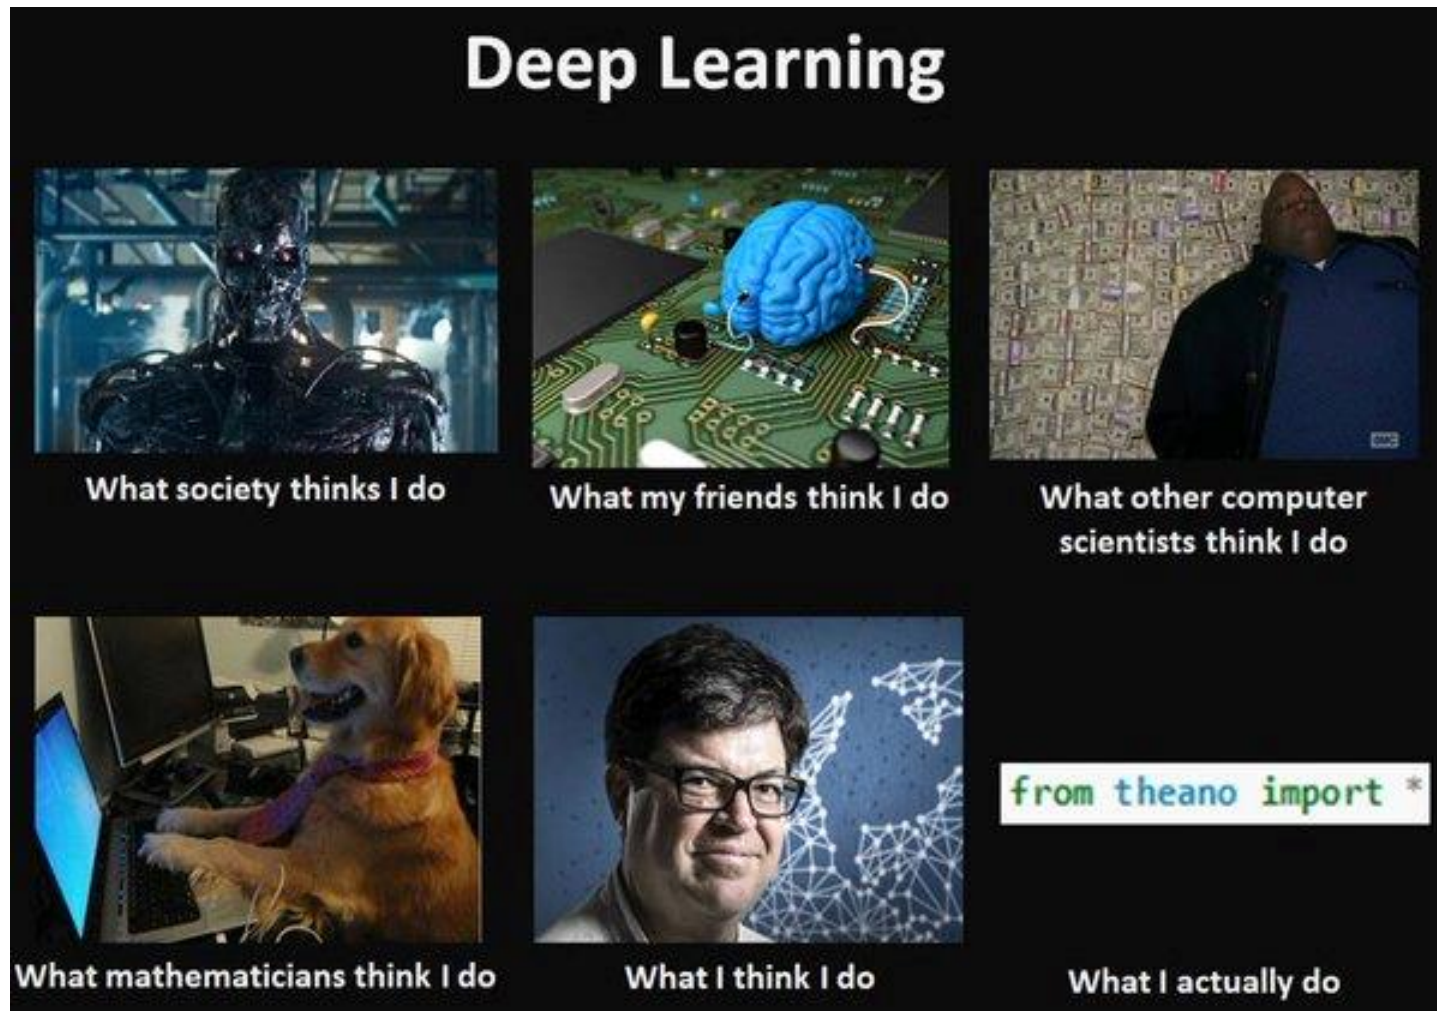 Deep Learning
What society thinks I do
What my friends think I do
What other computer
scientists think I do
What mathematicians think I do
What I think I do
from theano import *
What I actually do